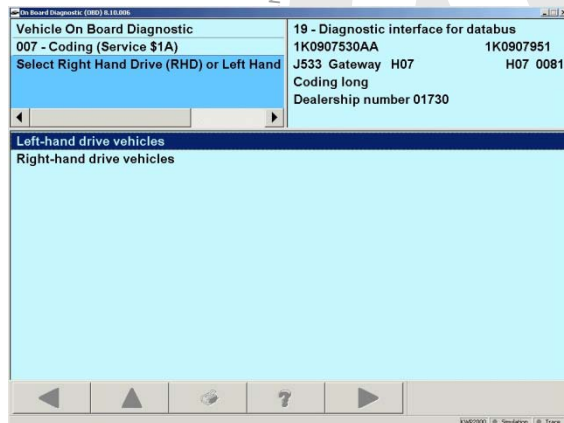 On Board Diagnostic (OBD) 8.10.006
Vehicle On Board Diagnostic
007 - Coding (Service $1A)
Select Right Hand Drive (RHD) or Left Hand
19 - Diagnostic interface for databus
1K0907530AA 1K0907951
J533 Gateway H07 H07 0081
Coding long
Dealership number 01730
Left-hand drive vehicles
Right-hand drive vehicles
?
KWP2000 Simulation Trace